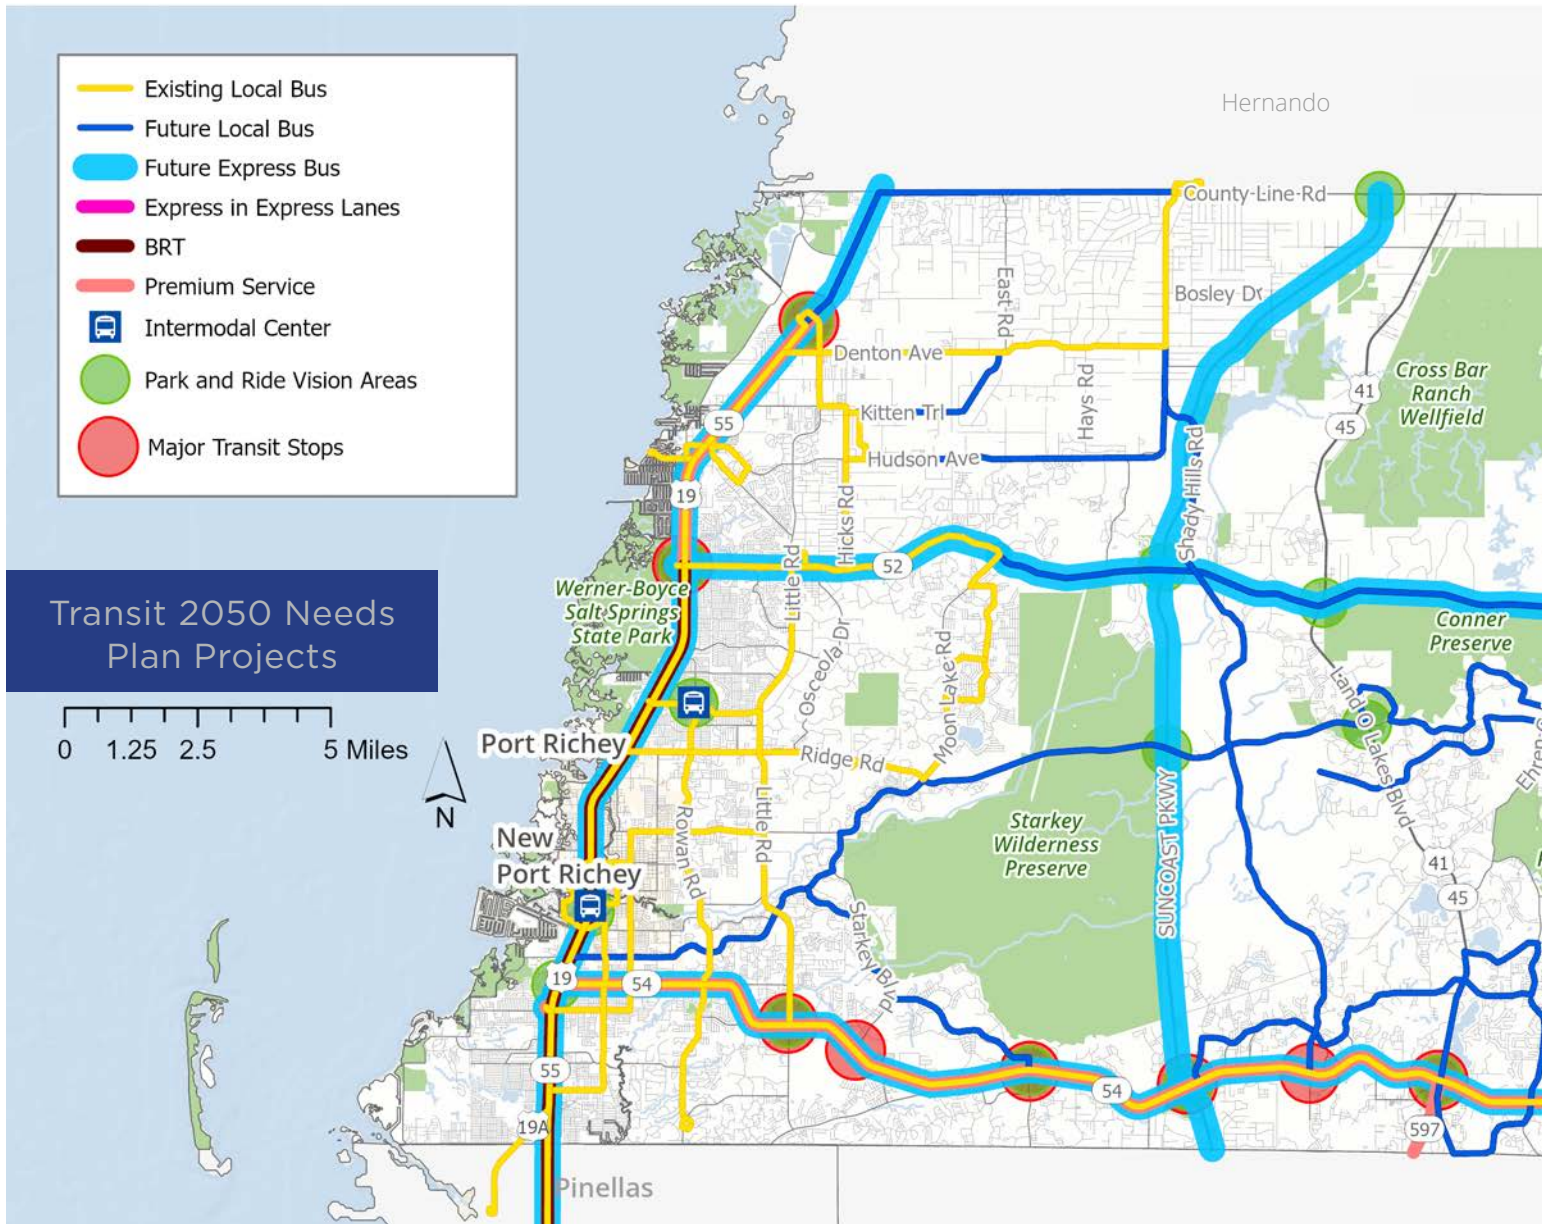 Existing Local Bus
Future Local Bus
Future Express Bus
Express in Express Lanes
BRT
Premium Service
Intermodal Center
Park and Ride Vision Areas
Major Transit Stops
Transit 2050 Needs
Plan Projects
0 1.25 2.5 5 Miles
N
Hernando
County Line Rd
Bosley Dr
East Rd
Denton Ave
Cross Bar
Ranch
Wellfield
41
45
55
Kitten Trl
Hays Rd
Hudson Ave
Shady Hills Rd
19
Hicks Rd
Little Rd
52
Werner-Boyce
Salt Springs
State Park
Conner
Preserve
Osceola Dr
Moon Lake Rd
Land O Lakes Blvd
Port Richey
Ridge Rd
Rowan Rd
Little Rd
Starkey
Wilderness
Preserve
SUNCOAST PKWY
New
Port Richey
41
45
Starkey Blvd
19
54
55
54
19A
597
Pinellas